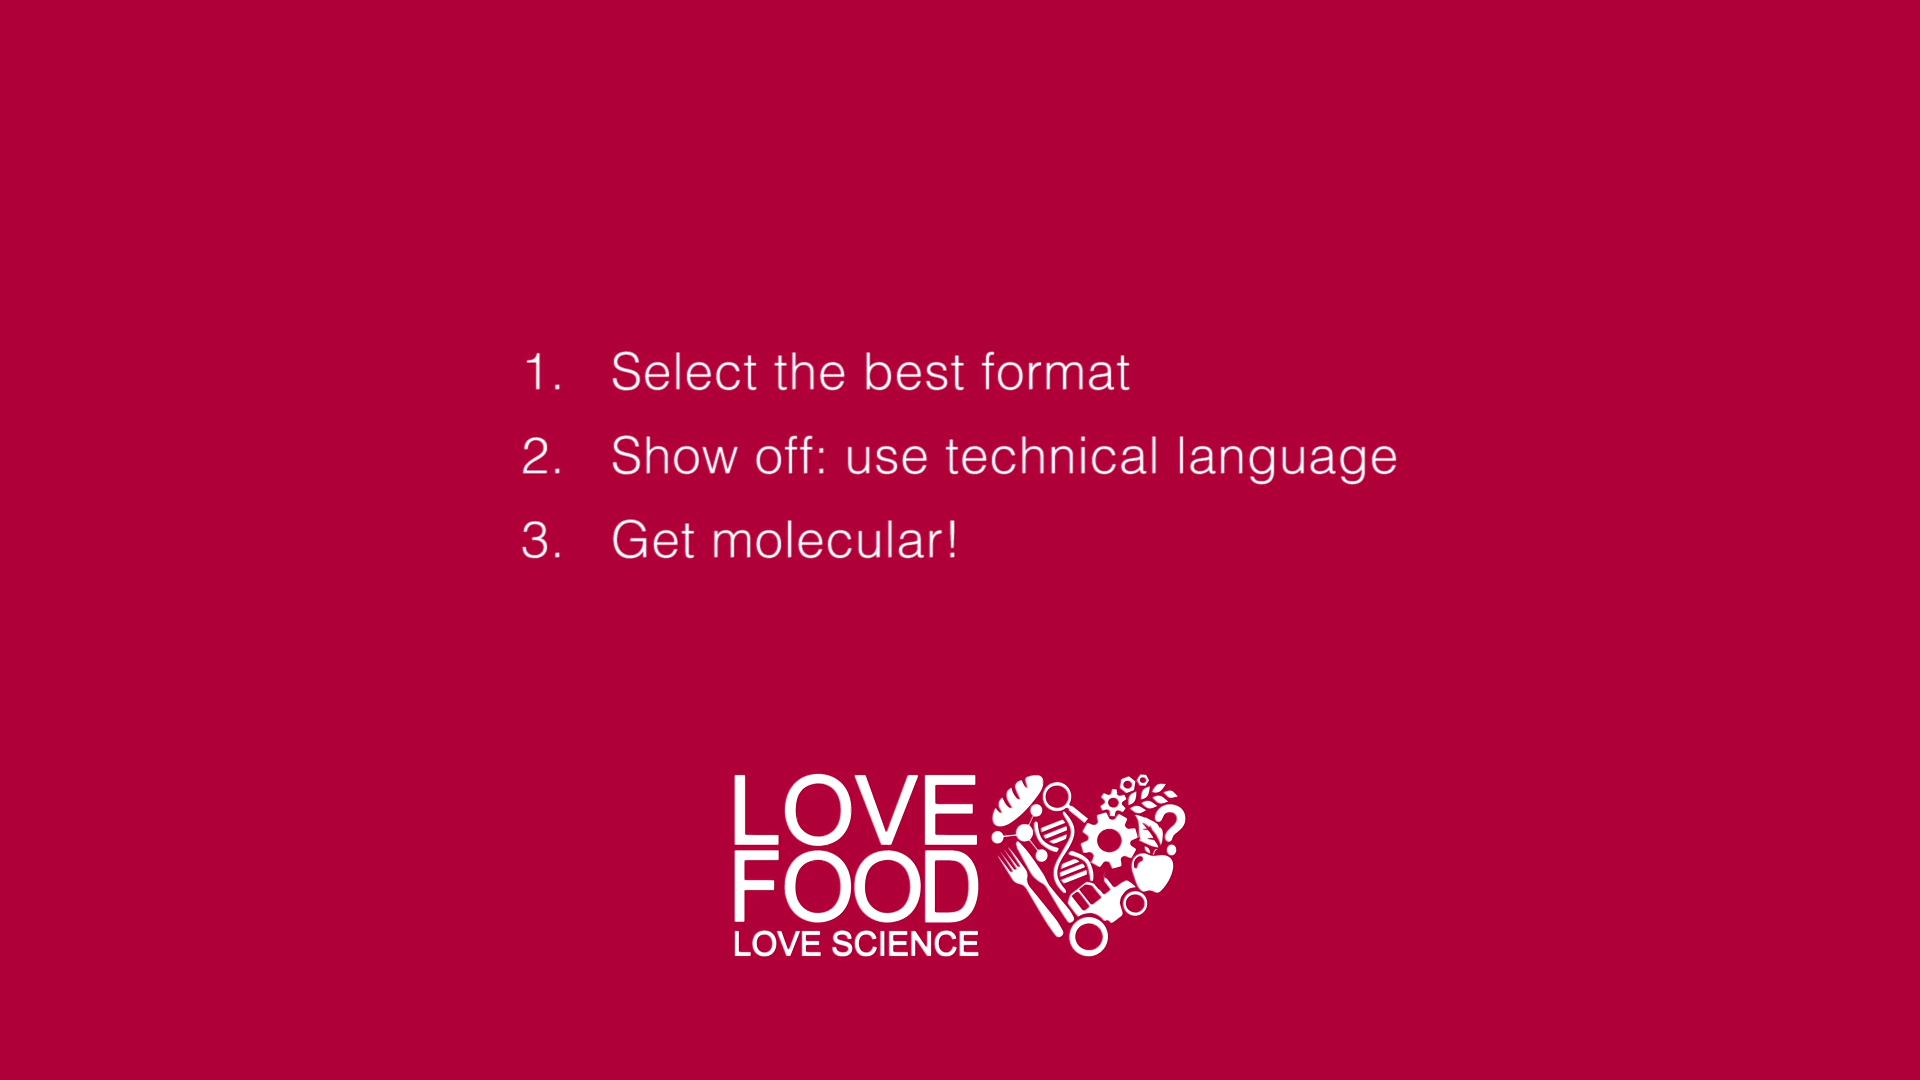 1. Select the best format
2. Show off: use technical language
3. Get molecular!
LOVE
FOOD
LOVE SCIENCE
?